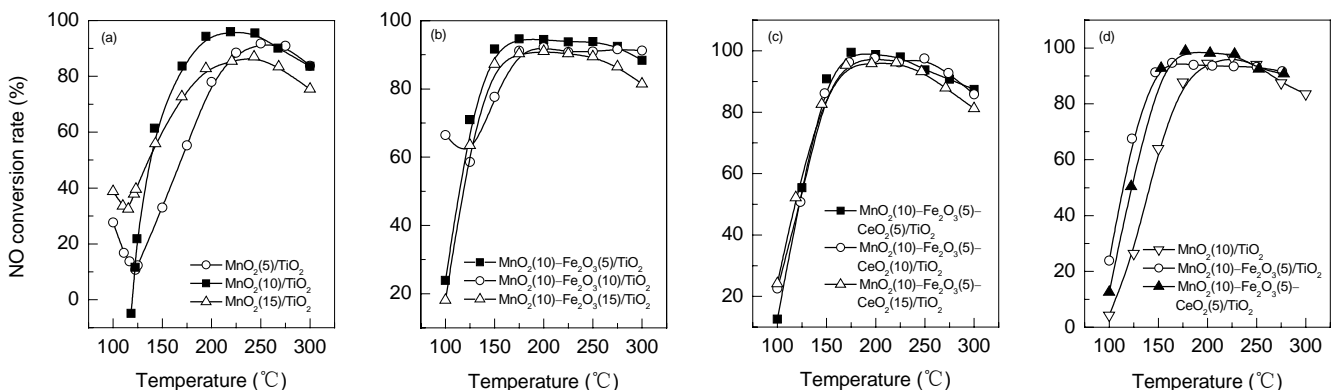 NO conversion rate (%)
(a)
100
80
60
40
20
0
MnO₂(5)/TiO₂
MnO₂(10)/TiO₂
MnO₂(15)/TiO₂
100 150 200 250 300
Temperature (℃)
(b)
100
80
60
40
20
MnO₂(10)–Fe₂O₃(5)/TiO₂
MnO₂(10)–Fe₂O₃(10)/TiO₂
MnO₂(10)–Fe₂O₃(15)/TiO₂
100 150 200 250 300
Temperature (℃)
(c)
100
80
60
40
20
MnO₂(10)–Fe₂O₃(5)–
CeO₂(5)/TiO₂
MnO₂(10)–Fe₂O₃(5)–
CeO₂(10)/TiO₂
MnO₂(10)–Fe₂O₃(5)–
CeO₂(15)/TiO₂
100 150 200 250 300
Temperature (℃)
(d)
100
80
60
40
20
0
MnO₂(10)/TiO₂
MnO₂(10)–Fe₂O₃(5)/TiO₂
MnO₂(10)–Fe₂O₃(5)–
CeO₂(5)/TiO₂
100 150 200 250 300
Temperature (℃)